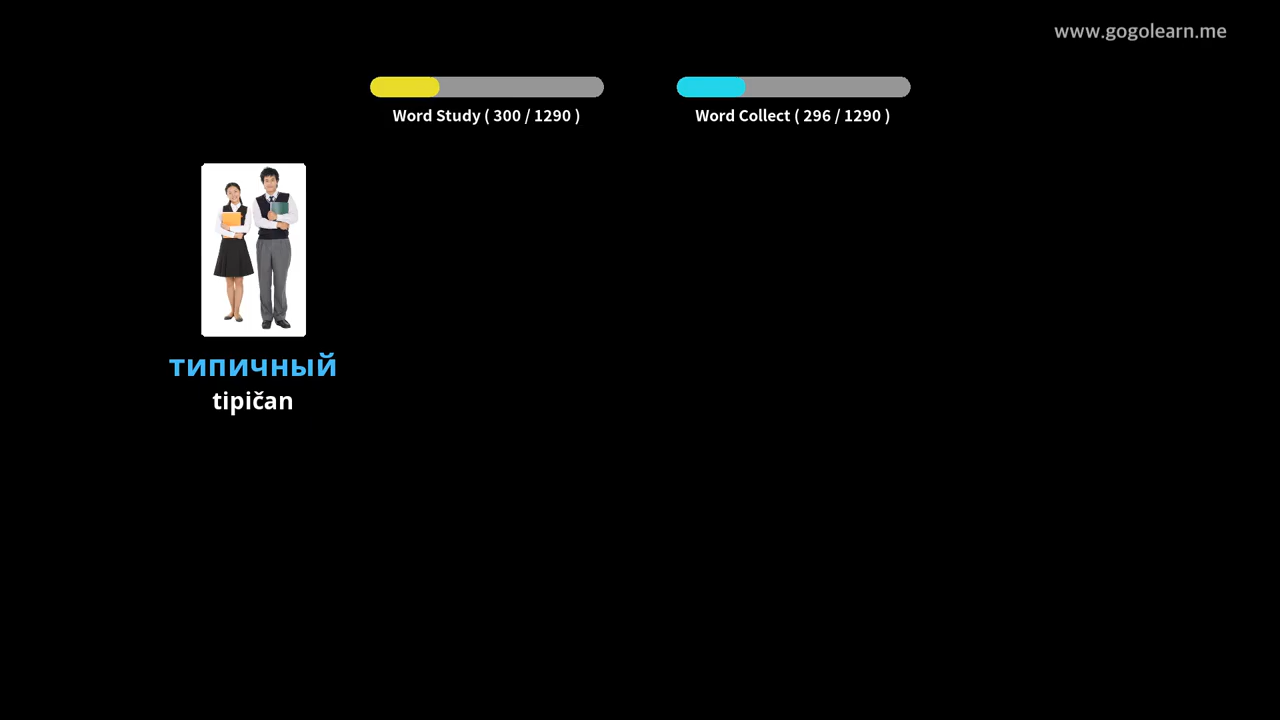 www.gogolearn.me
Word Study ( 300 / 1290 )
Word Collect ( 296 / 1290 )
типичный
tipičan